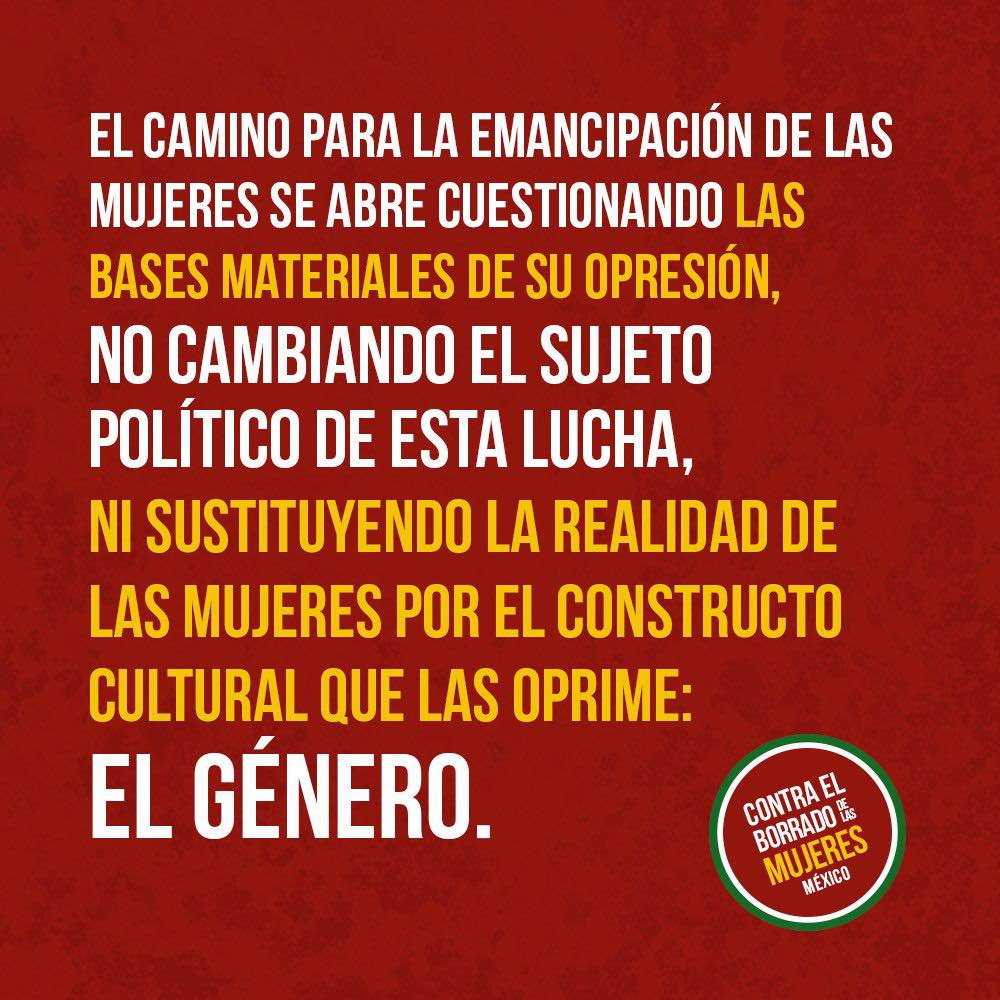 EL CAMINO PARA LA EMANCIPACIÓN DE LAS
MUJERES SE ABRE CUESTIONANDO LAS
BASES MATERIALES DE SU OPRESIÓN,
NO CAMBIANDO EL SUJETO
POLÍTICO DE ESTA LUCHA,
NI SUSTITUYENDO LA REALIDAD DE
LAS MUJERES POR EL CONSTRUCTO
CULTURAL QUE LAS OPRIME:
EL GÉNERO.
CONTRA EL
BORRADO DE LAS
MUJERES
MÉXICO